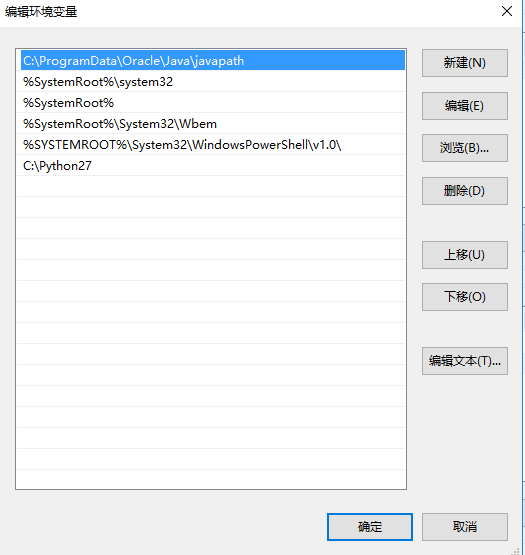 编辑环境变量
C:\ProgramData\Oracle\Java\javapath
%SystemRoot%\system32
%SystemRoot%
%SystemRoot%\System32\Wbem
%SYSTEMROOT%\System32\WindowsPowerShell\v1.0\
C:\Python27
新建(N)
编辑(E)
浏览(B)...
删除(D)
上移(U)
下移(O)
编辑文本(T)...
确定
取消